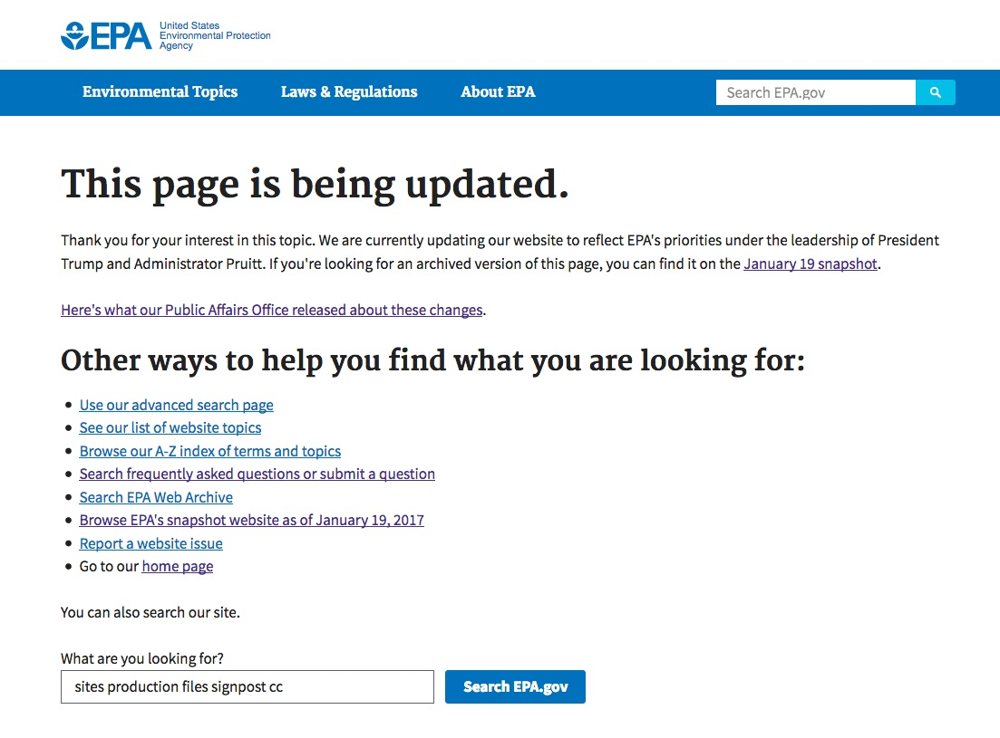 EPA
United States
Environmental Protection
Agency
Environmental Topics
Laws & Regulations
About EPA
Search EPA.gov
This page is being updated.
Thank you for your interest in this topic. We are currently updating our website to reflect EPA's priorities under the leadership of President
Trump and Administrator Pruitt. If you're looking for an archived version of this page, you can find it on the January 19 snapshot.
Here's what our Public Affairs Office released about these changes.
Other ways to help you find what you are looking for:
Use our advanced search page
See our list of website topics
Browse our A-Z index of terms and topics
Search frequently asked questions or submit a question
Search EPA Web Archive
Browse EPA's snapshot website as of January 19, 2017
Report a website issue
Go to our home page
You can also search our site.
What are you looking for?
sites production files signpost cc
Search EPA.gov